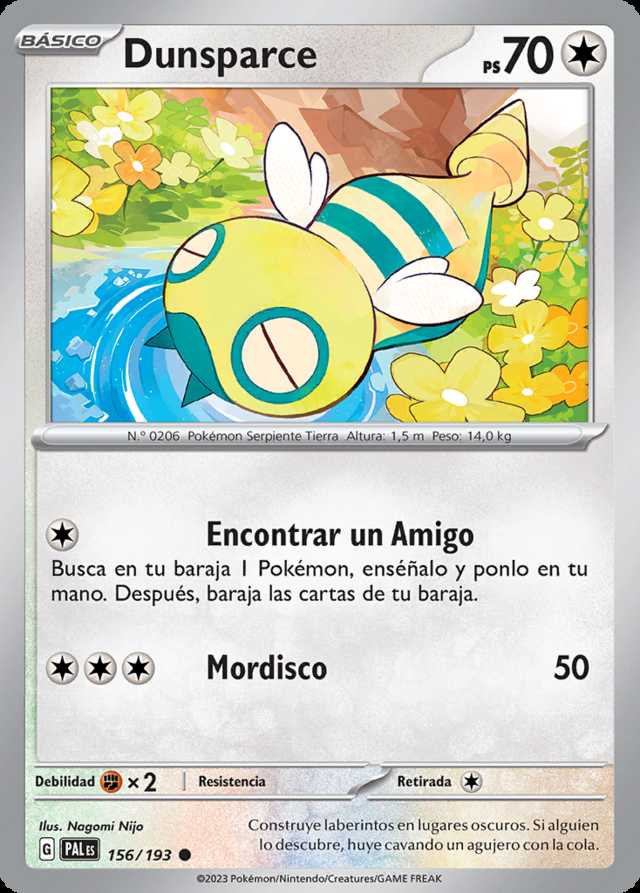 BÁSICO
Dunsparce
PS 70
N.º 0206 Pokémon Serpiente Tierra Altura: 1,5 m Peso: 14,0 kg
Encontrar un Amigo
Busca en tu baraja 1 Pokémon, enséñalo y ponlo en tu
mano. Después, baraja las cartas de tu baraja.
Mordisco 50
Debilidad ×2 Resistencia Retirada
Ilus. Nagomi Nijo
G PAL ES 156/193
Construye laberintos en lugares oscuros. Si alguien
lo descubre, huye cavando un agujero con la cola.
©2023 Pokémon/Nintendo/Creatures/GAME FREAK